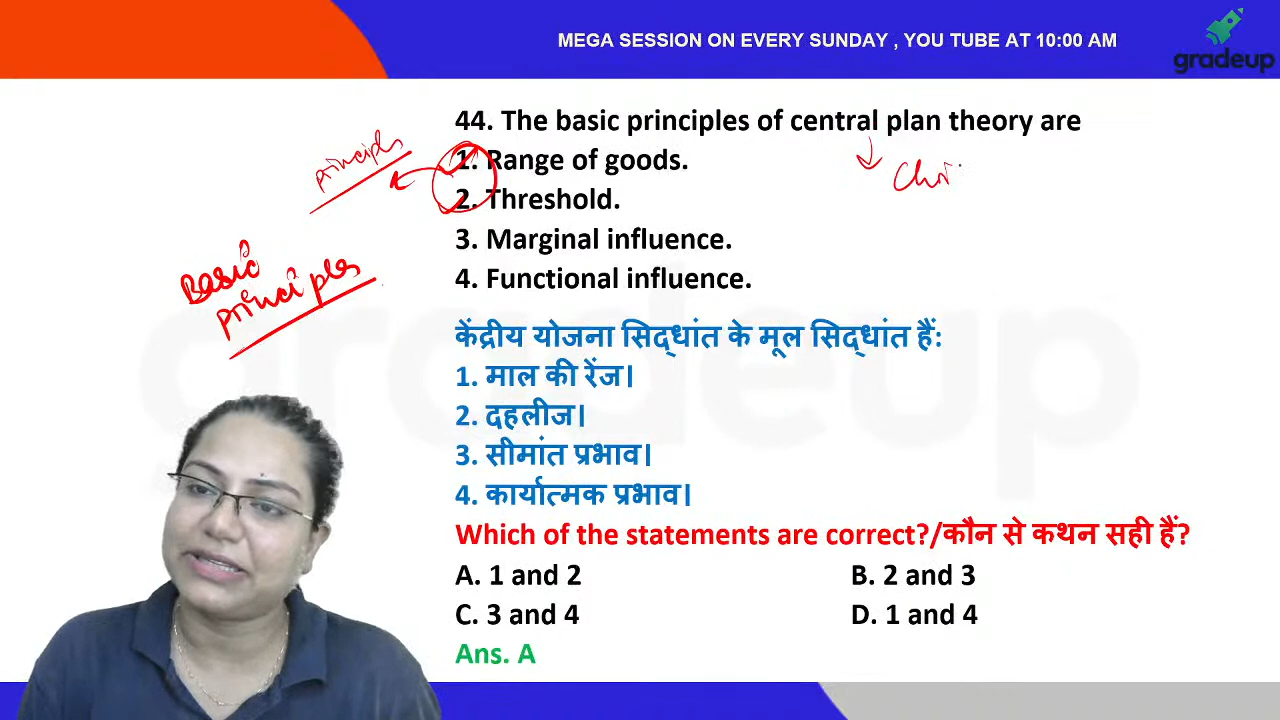 MEGA SESSION ON EVERY SUNDAY , YOU TUBE AT 10:00 AM
gradeup
44. The basic principles of central plan theory are
1. Range of goods.
principles
2. Threshold.
3. Marginal influence.
4. Functional influence.
Basic
principles
केंद्रीय योजना सिद्धांत के मूल सिद्धांत हैं:
1. माल की रेंज।
2. दहलीज।
3. सीमांत प्रभाव।
4. कार्यात्मक प्रभाव।
Which of the statements are correct?/कौन से कथन सही हैं?
A. 1 and 2
B. 2 and 3
C. 3 and 4
D. 1 and 4
Ans. A
gradeup